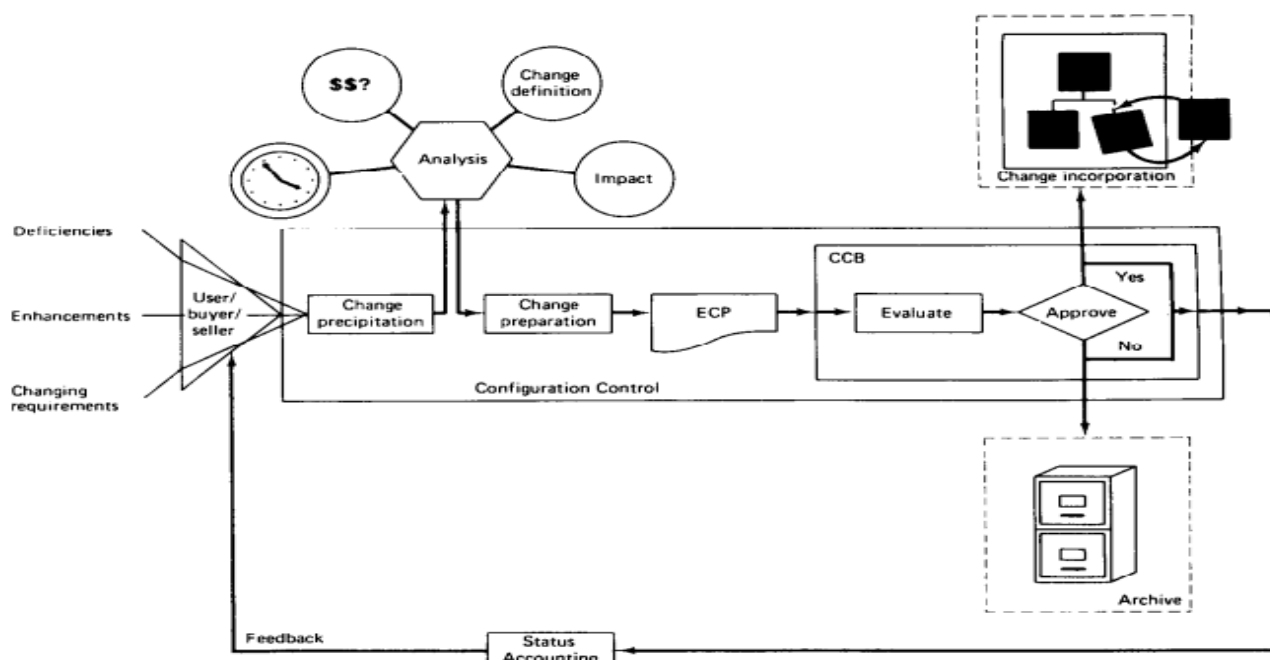 $$?
Change
definition
Analysis
Impact
Change incorporation
Deficiencies
Enhancements
Changing
requirements
User/
buyer/
seller
Change
precipitation
Change
preparation
ECP
CCB
Evaluate
Approve
Yes
No
Configuration Control
Archive
Feedback
Status
Accounting